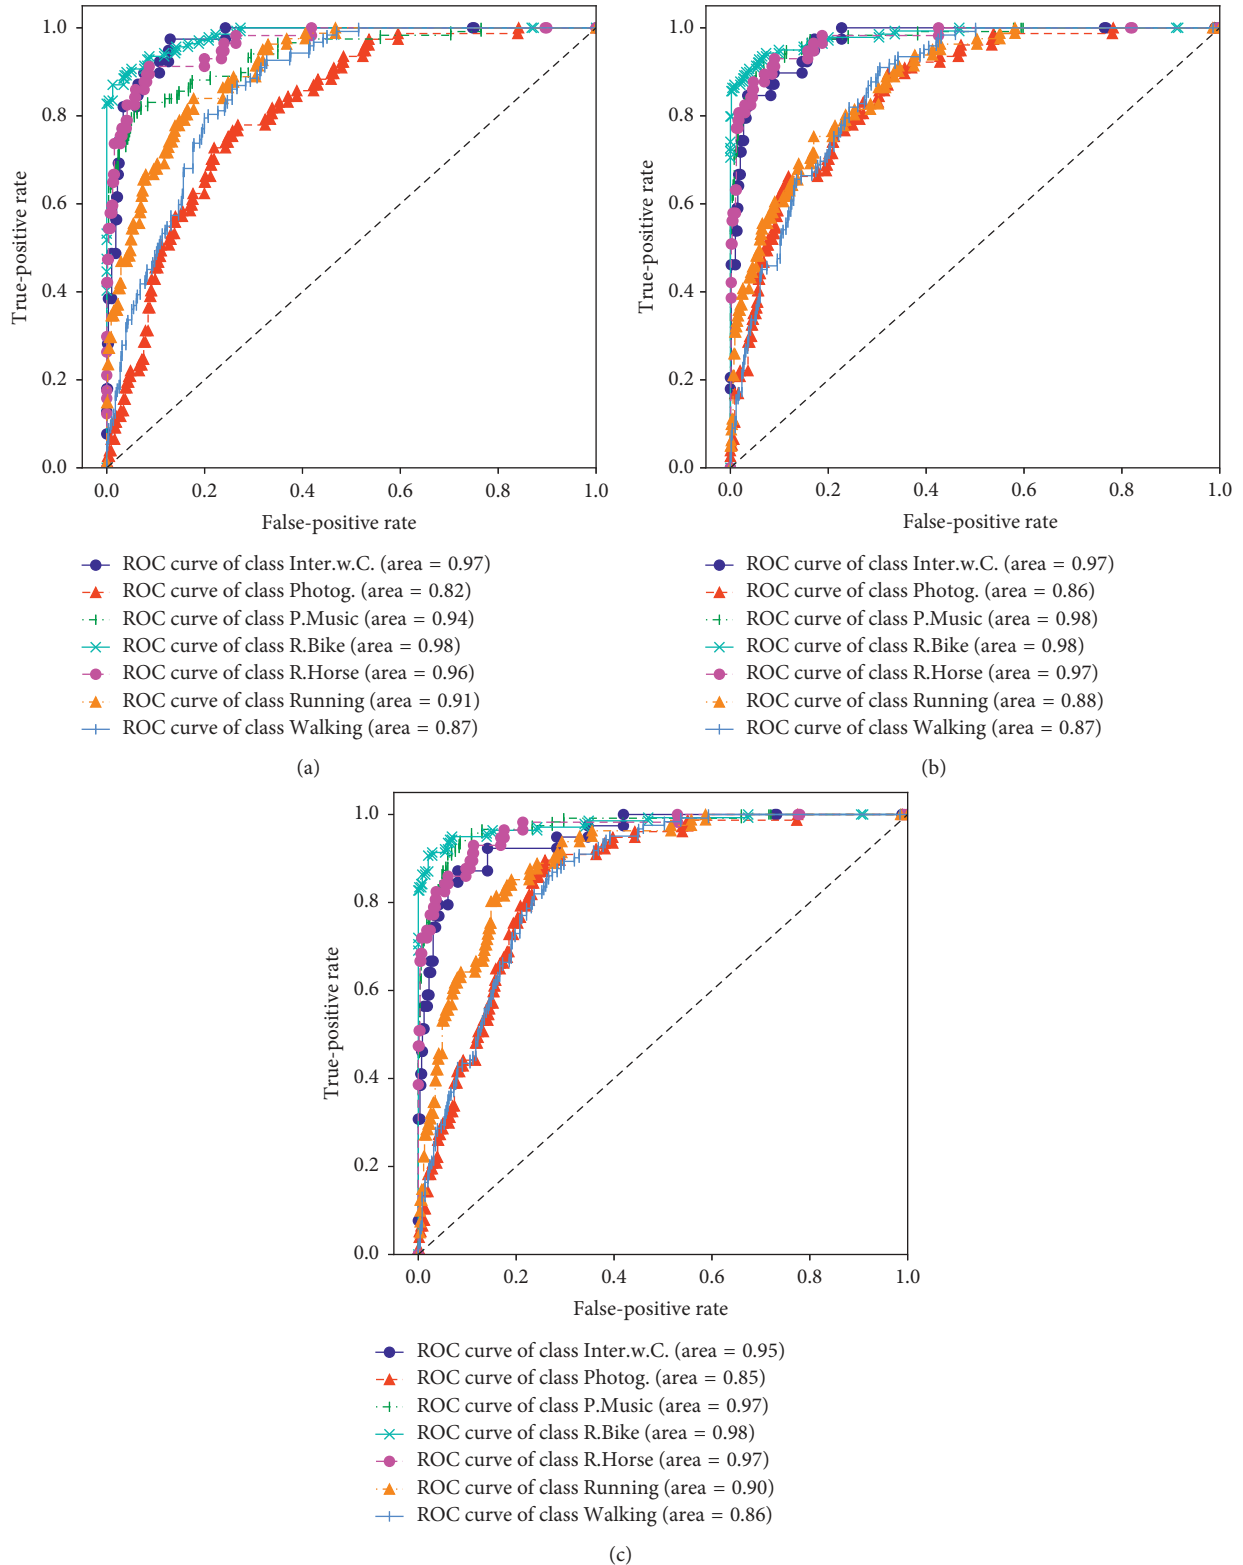 1.0
0.8
0.6
0.4
0.2
0.0
True-positive rate
0.0 0.2 0.4 0.6 0.8 1.0
False-positive rate
ROC curve of class Inter.w.C. (area = 0.97)
ROC curve of class Photog. (area = 0.82)
ROC curve of class P.Music (area = 0.94)
ROC curve of class R.Bike (area = 0.98)
ROC curve of class R.Horse (area = 0.96)
ROC curve of class Running (area = 0.91)
ROC curve of class Walking (area = 0.87)
(a)
1.0
0.8
0.6
0.4
0.2
0.0
True-positive rate
0.0 0.2 0.4 0.6 0.8 1.0
False-positive rate
ROC curve of class Inter.w.C. (area = 0.97)
ROC curve of class Photog. (area = 0.86)
ROC curve of class P.Music (area = 0.98)
ROC curve of class R.Bike (area = 0.98)
ROC curve of class R.Horse (area = 0.97)
ROC curve of class Running (area = 0.88)
ROC curve of class Walking (area = 0.87)
(b)
1.0
0.8
0.6
0.4
0.2
0.0
True-positive rate
0.0 0.2 0.4 0.6 0.8 1.0
False-positive rate
ROC curve of class Inter.w.C. (area = 0.95)
ROC curve of class Photog. (area = 0.85)
ROC curve of class P.Music (area = 0.97)
ROC curve of class R.Bike (area = 0.98)
ROC curve of class R.Horse (area = 0.97)
ROC curve of class Running (area = 0.90)
ROC curve of class Walking (area = 0.86)
(c)